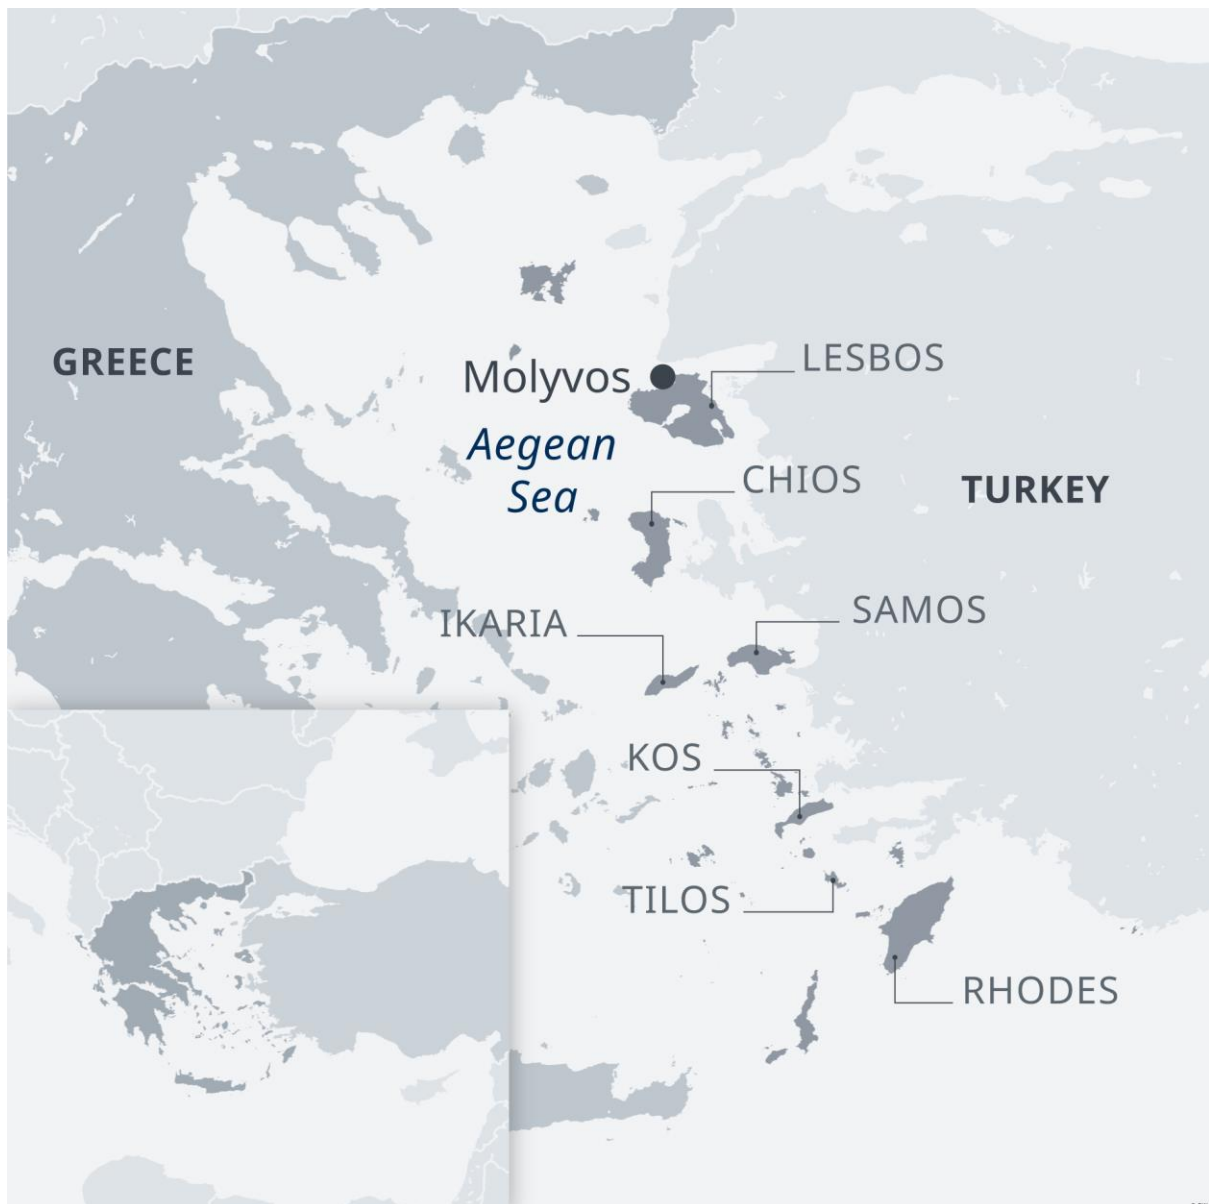 GREECE
Molyvos
LESBOS
Aegean
Sea
CHIOS
TURKEY
IKARIA
SAMOS
KOS
TILOS
RHODES